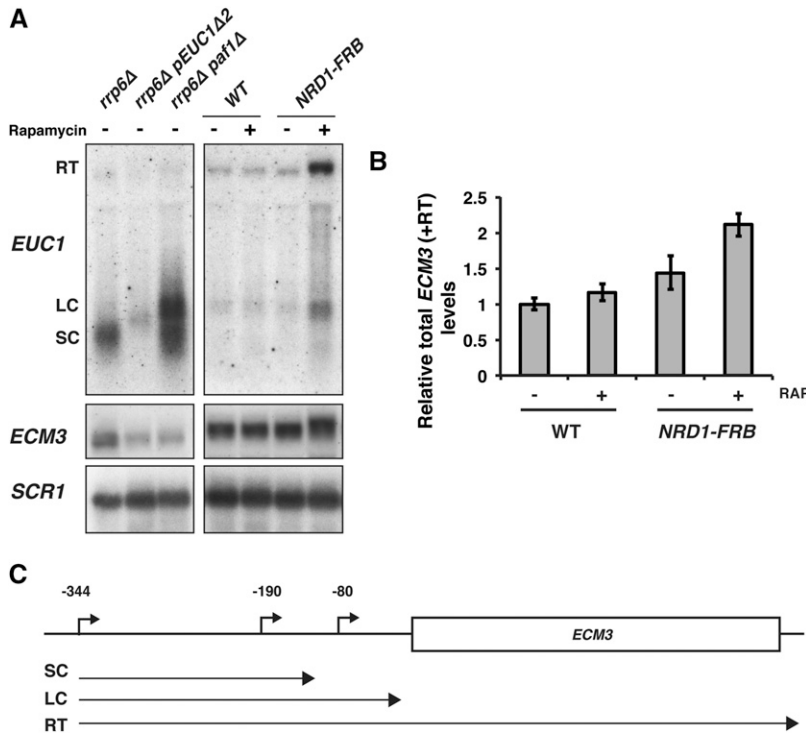 A
rrp6Δ
rrp6Δ pEUC1Δ2
rrp6Δ paf1Δ
WT
NRD1-FRB
Rapamycin - - - - + - +
RT
EUC1
LC
SC
ECM3
SCR1
B
Relative total ECM3 (+RT)
levels
2.5
2
1.5
1
0.5
0
- + - + RAP
WT NRD1-FRB
C
-344 -190 -80
ECM3
SC
LC
RT